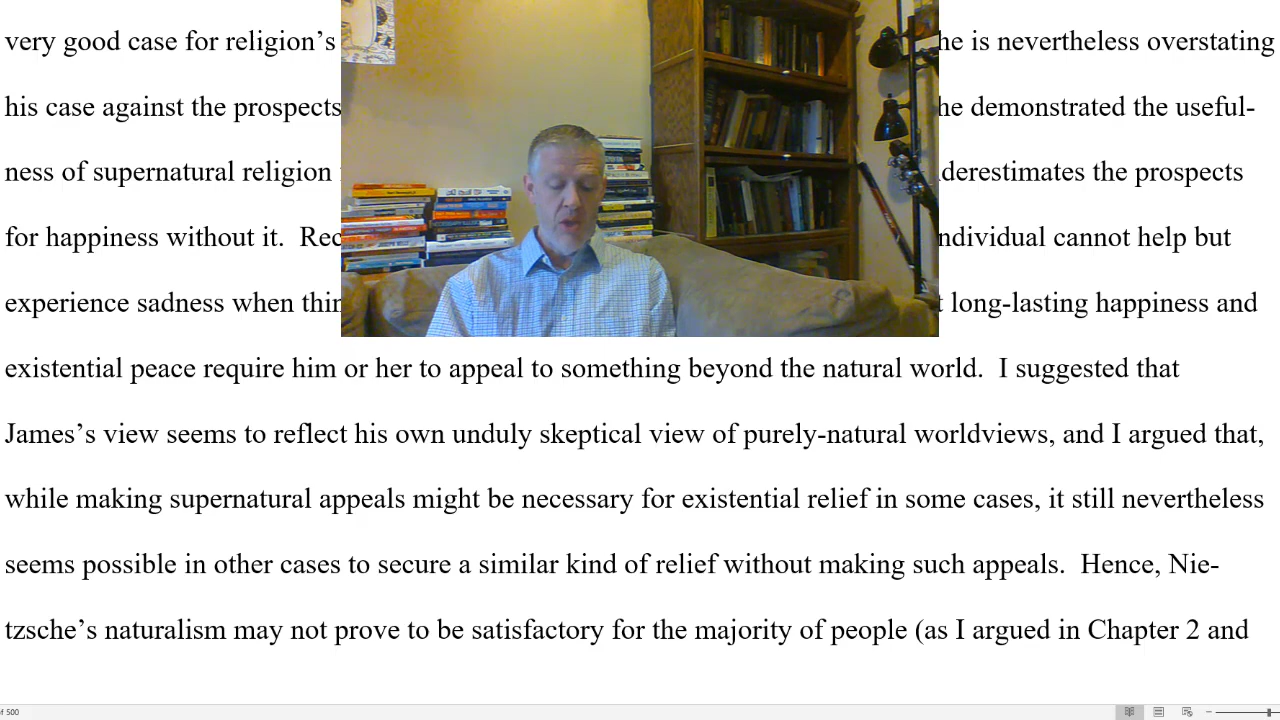 very good case for religion’s he is nevertheless overstating
his case against the prospects he demonstrated the useful-
ness of supernatural religion derestimates the prospects
for happiness without it.  Rec ndividual cannot help but
experience sadness when thin t long-lasting happiness and
existential peace require him or her to appeal to something beyond the natural world.  I suggested that
James’s view seems to reflect his own unduly skeptical view of purely-natural worldviews, and I argued that,
while making supernatural appeals might be necessary for existential relief in some cases, it still nevertheless
seems possible in other cases to secure a similar kind of relief without making such appeals.  Hence, Nie-
tzsche’s naturalism may not prove to be satisfactory for the majority of people (as I argued in Chapter 2 and
of 500